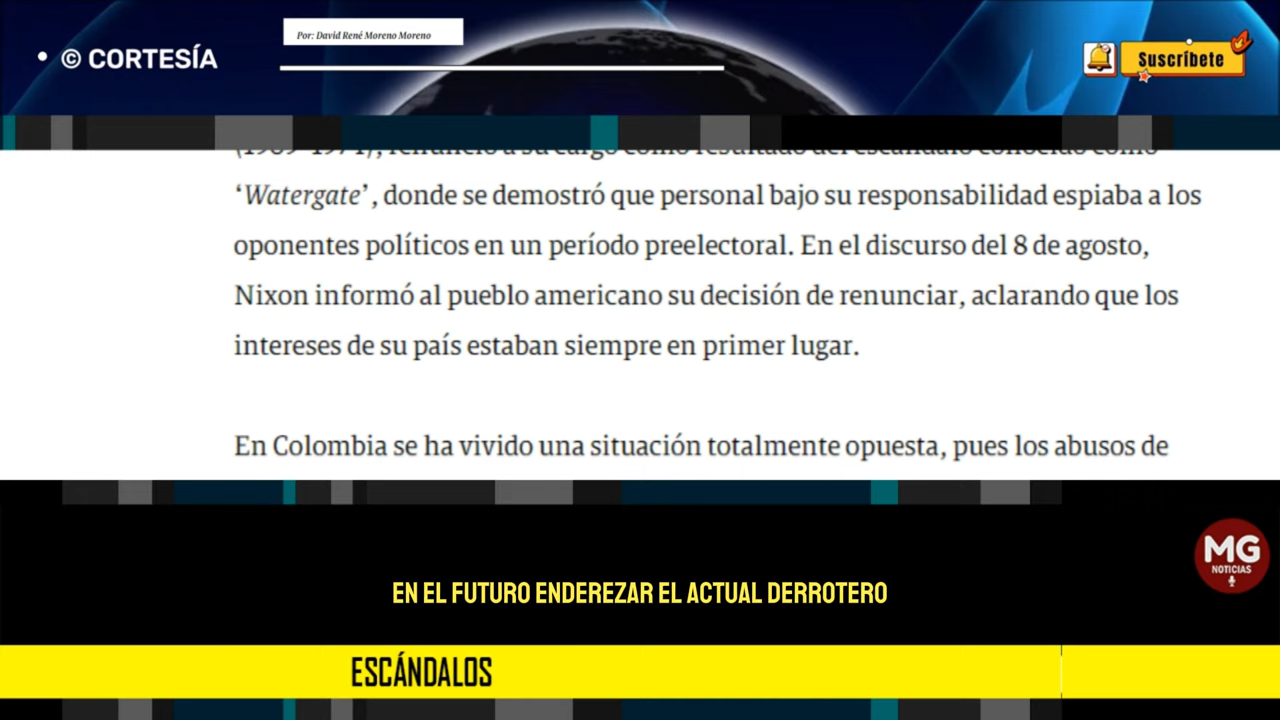 © CORTESÍA
Por: David René Moreno Moreno
Suscríbete
‘Watergate’, donde se demostró que personal bajo su responsabilidad espiaba a los
oponentes políticos en un período preelectoral. En el discurso del 8 de agosto,
Nixon informó al pueblo americano su decisión de renunciar, aclarando que los
intereses de su país estaban siempre en primer lugar.
En Colombia se ha vivido una situación totalmente opuesta, pues los abusos de
MG
NOTICIAS
EN EL FUTURO ENDEREZAR EL ACTUAL DERROTERO
ESCÁNDALOS